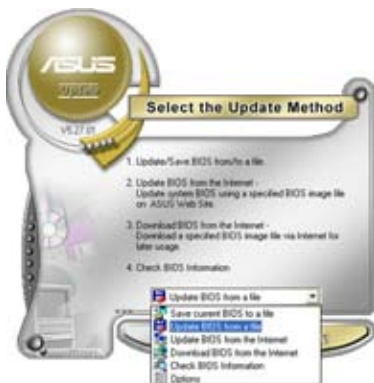 ASUS
Update
V5.27.01
Select the Update Method
1. Update/Save BIOS from/to a file.
2. Update BIOS from the Internet -
Update system BIOS using a specified BIOS image file
on ASUS Web Site.
3. Download BIOS from the Internet -
Download a specified BIOS image file via Internet for
later usage.
4. Check BIOS Information
Update BIOS from a file
Save current BIOS to a file
Update BIOS from a file
Update BIOS from the Internet
Download BIOS from the Internet
Check BIOS Information
Options